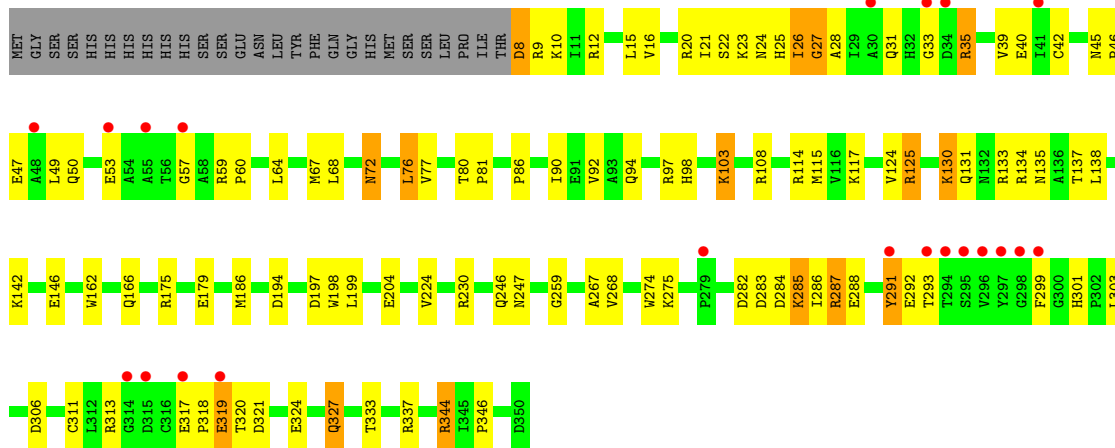 MET GLY SER SER HIS HIS HIS HIS HIS HIS SER SER GLU ASN LEU TYR PHE GLN GLY HIS MET SER SER LEU PRO ILE THR D8 R9 K10 I11 R12 L15 V16 R20 I21 S22 K23 N24 H25 I26 G27 A28 I29 A30 Q31 H32 G33 D34 R35 V39 E40 I41 C42 N45
E47 A48 L49 Q50 E53 A54 A55 T56 G57 A58 R59 P60 L64 M67 L68 N72 L76 V77 T80 P81 P86 I90 E91 V92 A93 Q94 R97 H98 K103 R108 R114 M115 V116 K117 V124 R125 K130 Q131 N132 R133 R134 N135 A136 T137 L138
K142 E146 W162 Q166 R175 E179 M186 D194 D197 W198 L199 E204 V224 R230 Q246 N247 G259 A267 V268 W274 K275 P279 D282 D283 D284 K285 I286 R287 E288 Y291 E292 T293 T294 S295 V296 Y297 G298 F299 G300 H301 P302 L303
D306 C311 L312 R313 G314 D315 C316 E317 P318 E319 T320 D321 E324 Q327 T333 R337 R344 I345 P346 D350